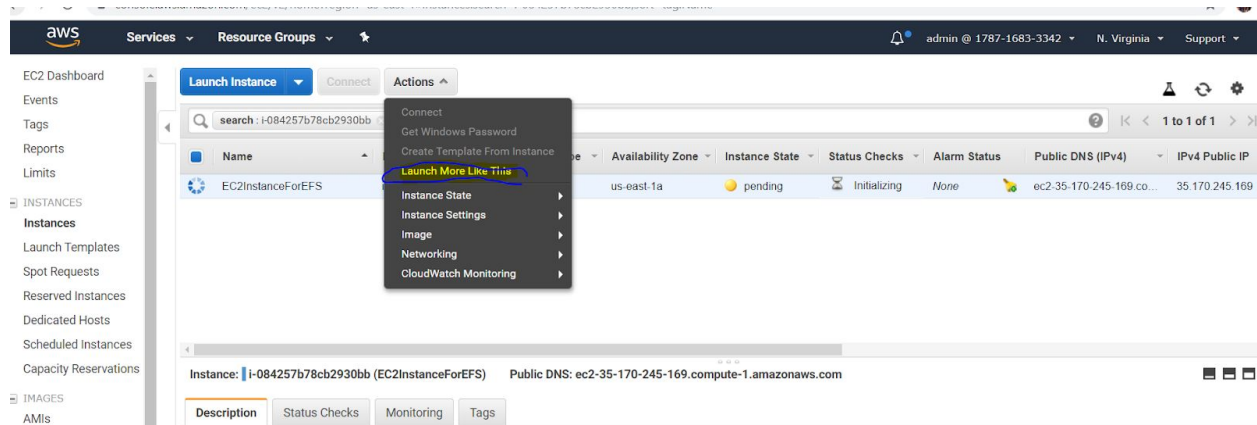 aws Services Resource Groups admin @ 1787-1683-3342 N. Virginia Support
EC2 Dashboard
Events
Tags
Reports
Limits
INSTANCES
Instances
Launch Templates
Spot Requests
Reserved Instances
Dedicated Hosts
Scheduled Instances
Capacity Reservations
IMAGES
AMIs
Launch Instance Connect Actions
search : i-084257b78cb2930bb 1 to 1 of 1
Connect
Get Windows Password
Create Template From Instance
Launch More Like This
Instance State
Instance Settings
Image
Networking
CloudWatch Monitoring
Name Availability Zone Instance State Status Checks Alarm Status Public DNS (IPv4) IPv4 Public IP
EC2InstanceForEFS us-east-1a pending Initializing None ec2-35-170-245-169.co... 35.170.245.169
Instance: i-084257b78cb2930bb (EC2InstanceForEFS) Public DNS: ec2-35-170-245-169.compute-1.amazonaws.com
Description Status Checks Monitoring Tags